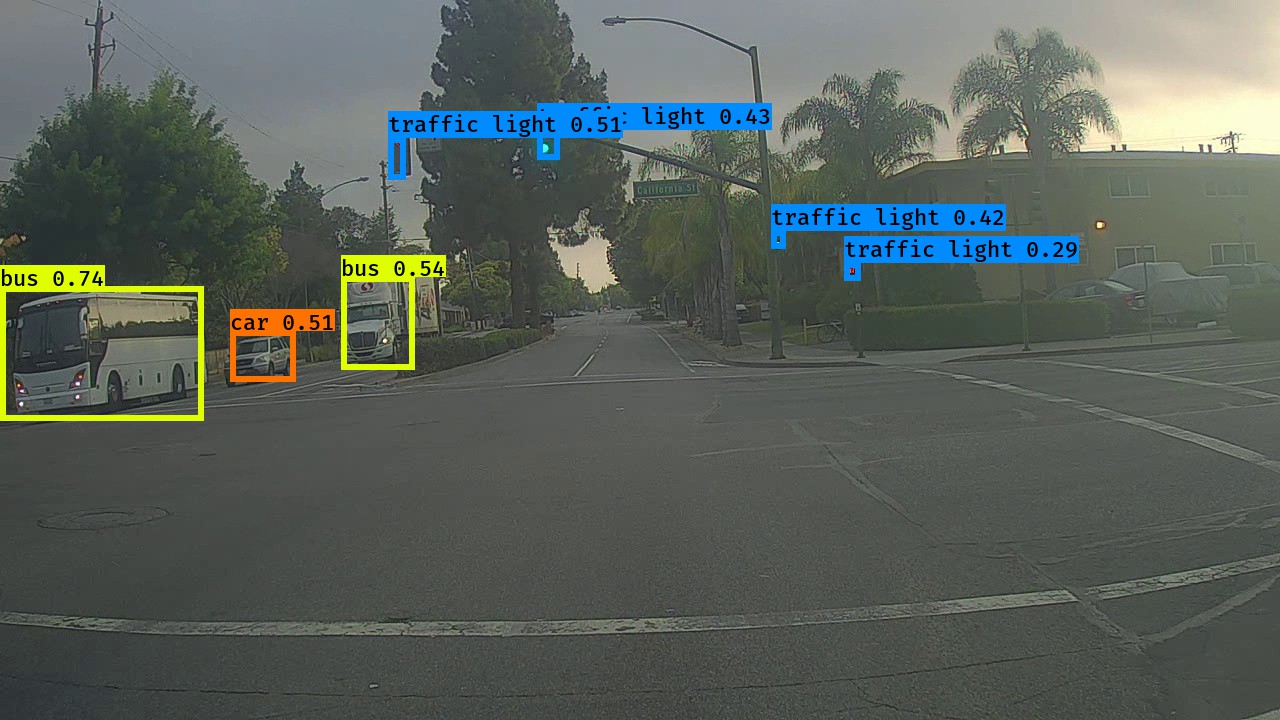 traffic light 0.43
traffic light 0.51
California St
traffic light 0.42
traffic light 0.29
bus 0.54
bus 0.74
car 0.51